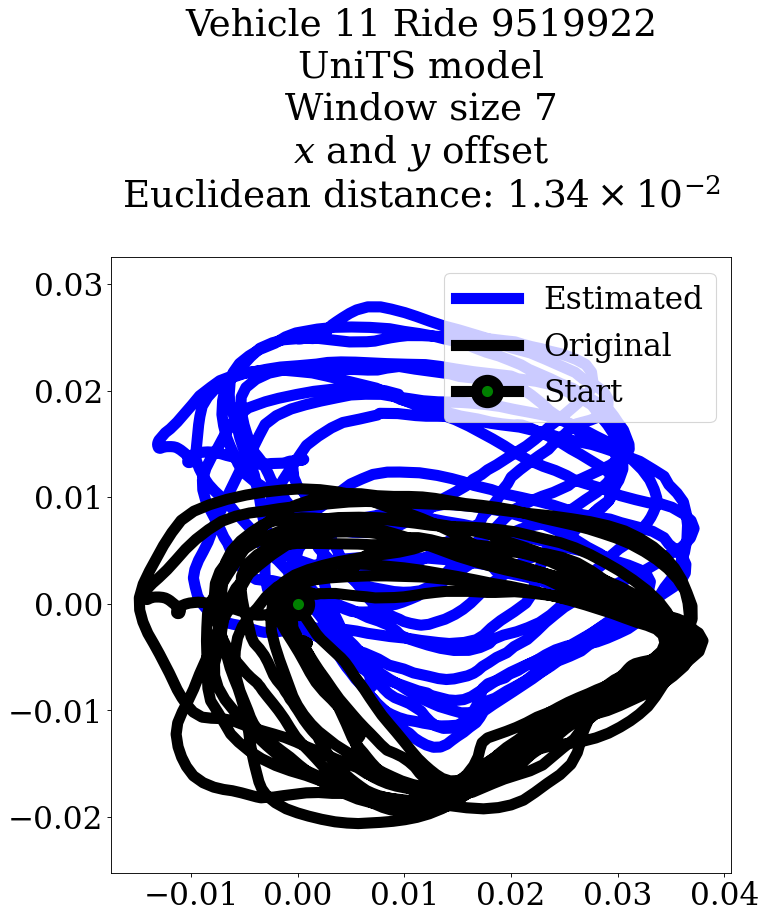 Vehicle 11 Ride 9519922
UniTS model
Window size 7
x and y offset
Euclidean distance: 1.34 × 10⁻²
0.03
0.02
0.01
0.00
−0.01
−0.02
Estimated
Original
Start
−0.01 0.00 0.01 0.02 0.03 0.04